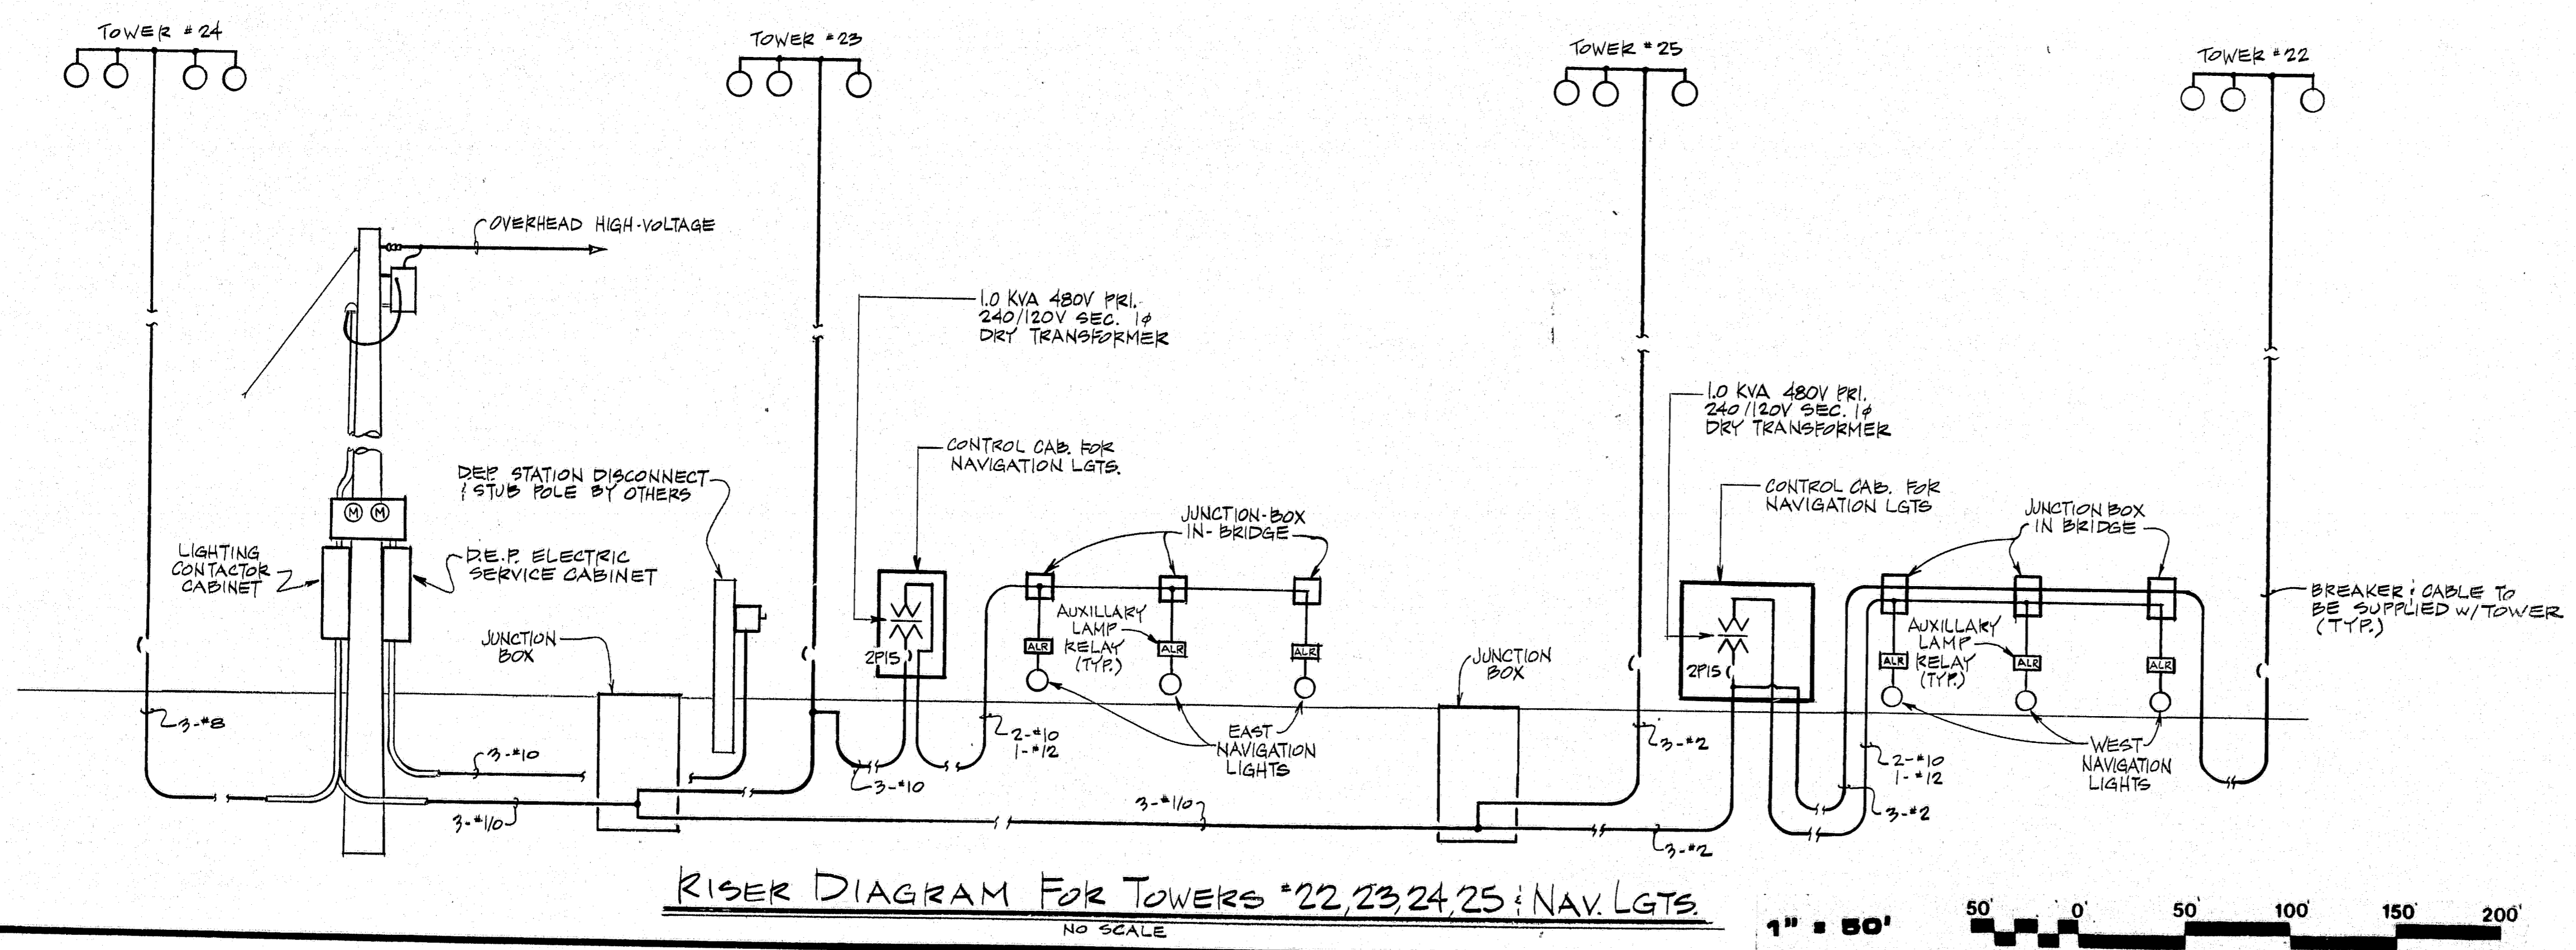 TOWER #24
TOWER #23
TOWER #25
TOWER #22
OVERHEAD HIGH-VOLTAGE
1.0 KVA 480V PRI.
240/120V SEC. 1φ
DRY TRANSFORMER
1.0 KVA 480V PRI.
240/120V SEC. 1φ
DRY TRANSFORMER
CONTROL CAB. FOR
NAVIGATION LGTS.
D.E.P. STATION DISCONNECT
& STUB POLE BY OTHERS
CONTROL CAB. FOR
NAVIGATION LGTS
M M
JUNCTION-BOX
IN-BRIDGE
JUNCTION BOX
IN BRIDGE
LIGHTING
CONTACTOR
CABINET
D.E.P. ELECTRIC
SERVICE CABINET
BREAKER & CABLE TO
BE SUPPLIED W/TOWER
(TYP.)
JUNCTION
BOX
2P15
AUXILLARY
LAMP
RELAY
(TYP.)
ALR
ALR
ALR
JUNCTION
BOX
2P15
AUXILLARY
LAMP
RELAY
(TYP.)
ALR
ALR
ALR
3-#8
3-#10
3-#10
2-#10
1-#12
EAST
NAVIGATION
LIGHTS
3-#2
2-#10
1-#12
WEST
NAVIGATION
LIGHTS
3-#1/0
3-#1/0
3-#2
3-#2
RISER DIAGRAM FOR TOWERS #22,23,24,25 & NAV. LGTS.
NO SCALE
1" = 50'
50' 0' 50' 100' 150' 200'